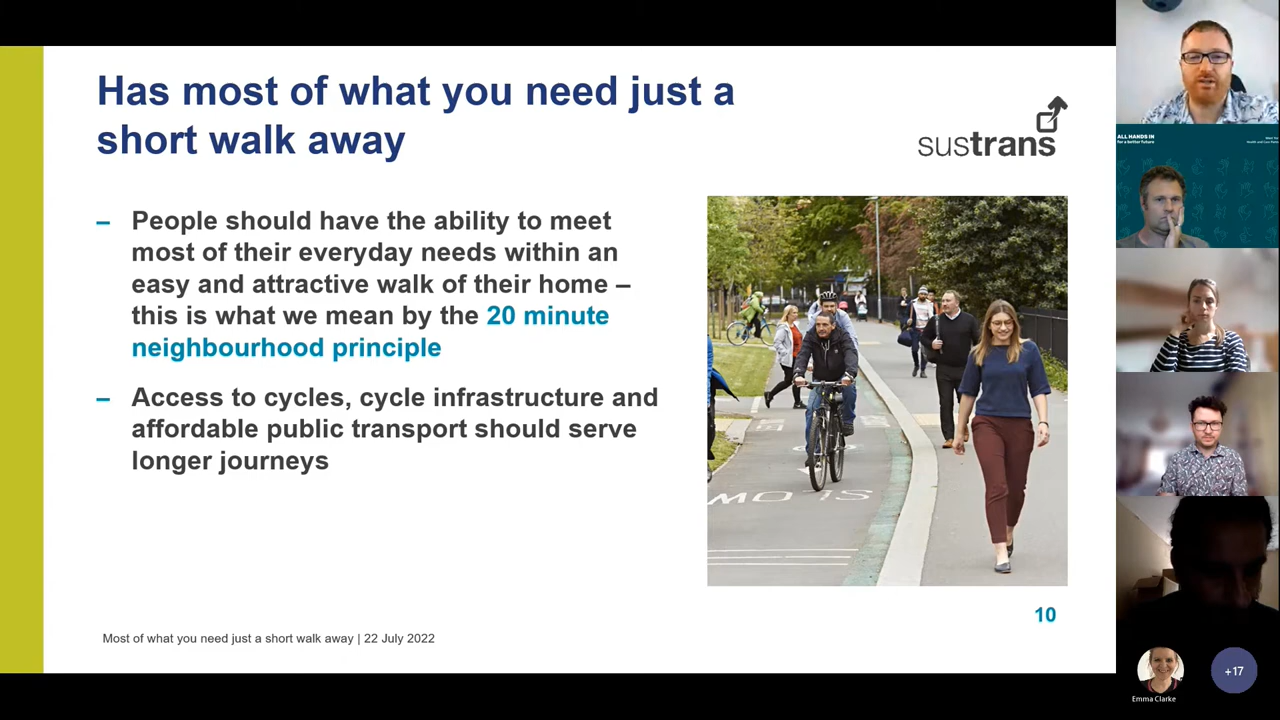 Has most of what you need just a
short walk away
sustrans
– People should have the ability to meet
most of their everyday needs within an
easy and attractive walk of their home –
this is what we mean by the 20 minute
neighbourhood principle
– Access to cycles, cycle infrastructure and
affordable public transport should serve
longer journeys
10
Most of what you need just a short walk away | 22 July 2022
ALL HANDS IN
for a better future
Emma Clarke
+17